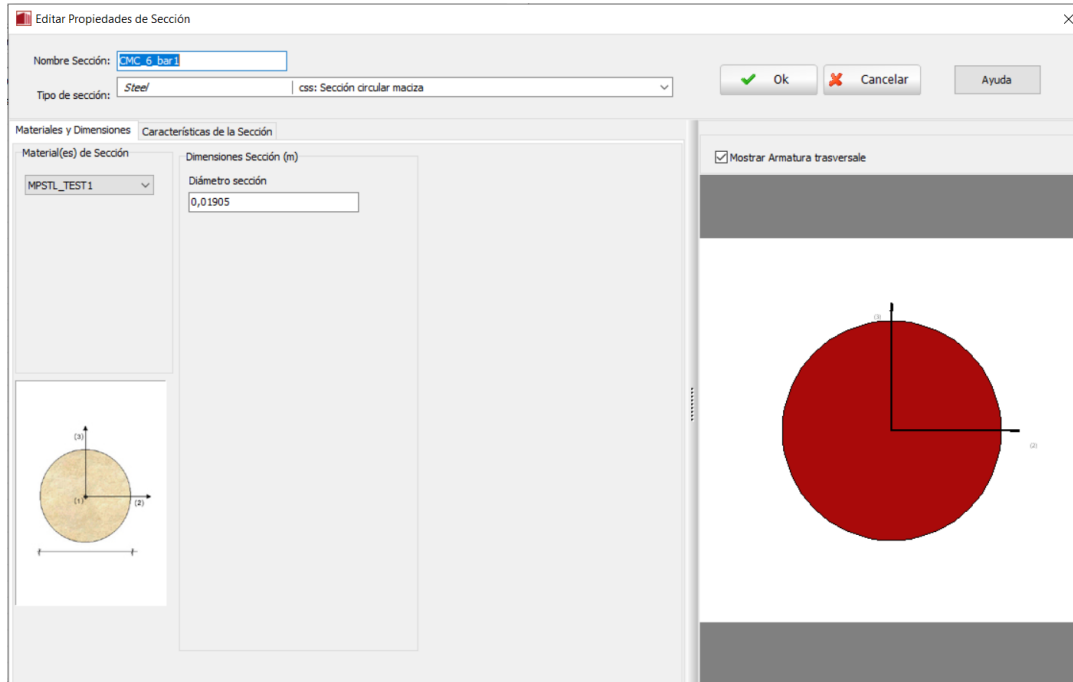 Editar Propiedades de Sección
Nombre Sección: CMC_6_bar1
Tipo de sección: Steel css: Sección circular maciza
Ok
Cancelar
Ayuda
Materiales y Dimensiones
Características de la Sección
Material(es) de Sección
MPSTL_TEST1
Dimensiones Sección (m)
Diámetro sección
0,01905
Mostrar Armatura trasversale
(3)
(1)
(2)
(3)
(2)